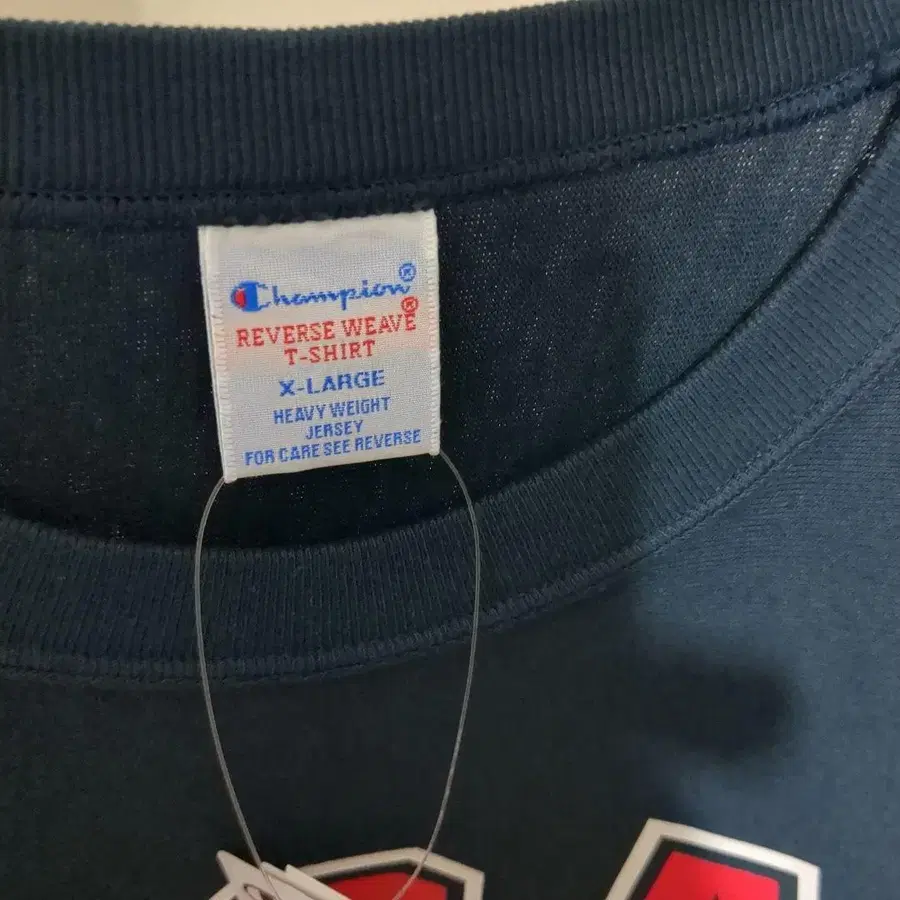 Champion®
REVERSE WEAVE®
T-SHIRT
X-LARGE
HEAVY WEIGHT
JERSEY
FOR CARE SEE REVERSE